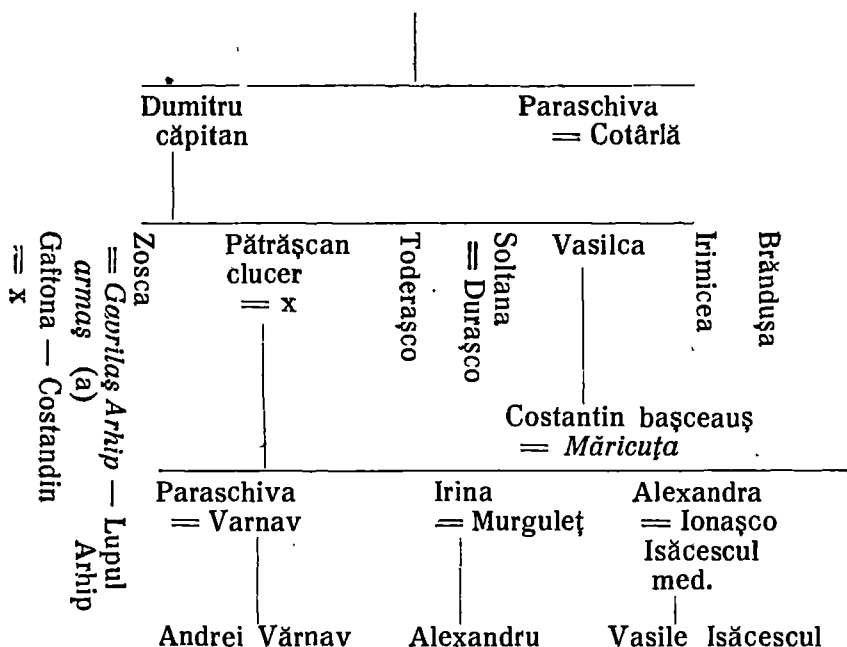 Dumitru
căpitan
Paraschiva
= Cotârlă
Zosca
= Gavrilaş Arhip — Lupul
armaş (a) Arhip
Gaftona — Costandin
= x
Pătrăşcan
clucer
= x
Toderaşco
Soltana
= Durasco
Vasilca
Irimicea
Brănduşa
Costantin başceauş
= Măricuţa
Paraschiva
= Varnav
Irina
= Murguleţ
Alexandra
= Ionaşco
Isăcescul
med.
Andrei Vărnav
Alexandru
Vasile Isăcescul